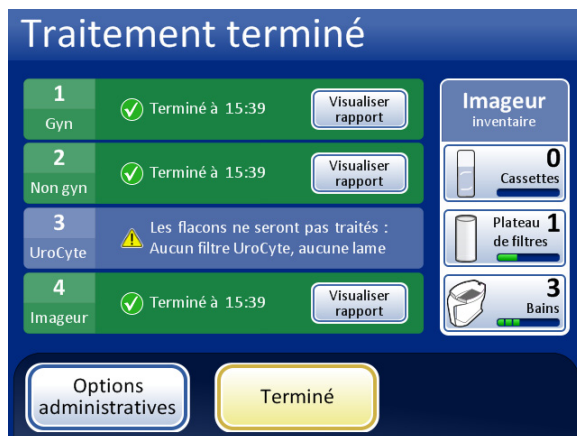 Traitement terminé
1
Gyn
Terminé à 15:39
Visualiser
rapport
2
Non gyn
Terminé à 15:39
Visualiser
rapport
3
UroCyte
Les flacons ne seront pas traités :
Aucun filtre UroCyte, aucune lame
4
Imageur
Terminé à 15:39
Visualiser
rapport
Imageur
inventaire
0
Cassettes
Plateau 1
de filtres
3
Bains
Options
administratives
Terminé